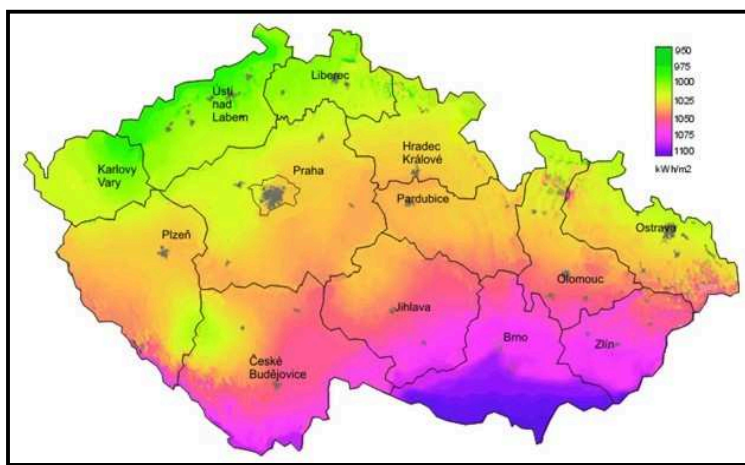 950
975
1000
1025
1050
1075
1100
kWh/m2
Liberec
Ústí
nad
Labem
Karlovy
Vary
Praha
Hradec
Králové
Pardubice
Plzeň
Ostrava
Olomouc
Jihlava
Brno
Zlín
České
Budějovice